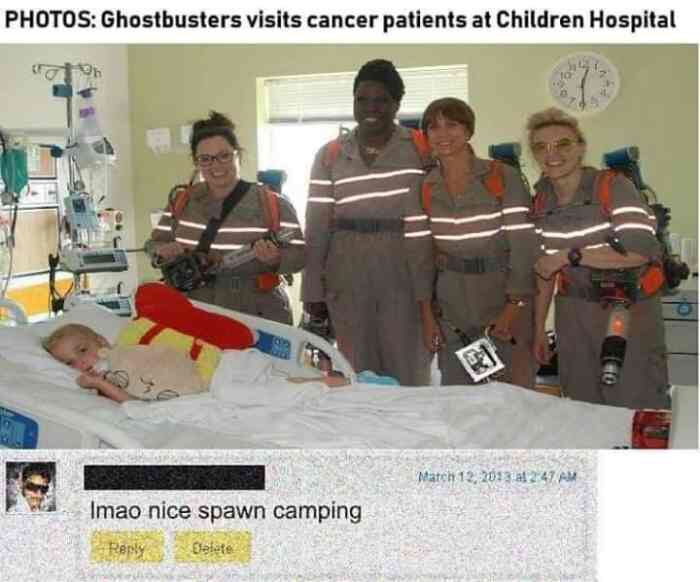 PHOTOS: Ghostbusters visits cancer patients at Children Hospital
March 12, 2013 at 2:47 AM
lmao nice spawn camping
Reply Delete